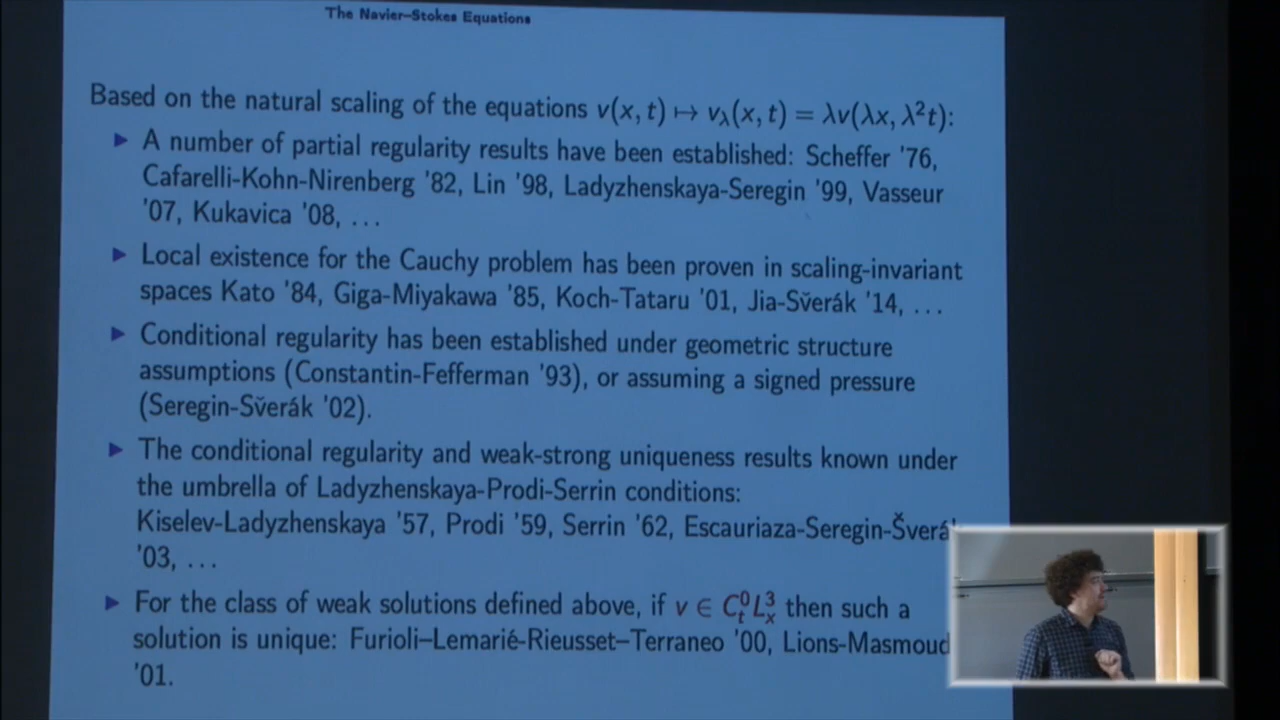 The Navier–Stokes Equations
Based on the natural scaling of the equations v(x, t) ↦ vλ(x, t) = λv(λx, λ²t):
▶ A number of partial regularity results have been established: Scheffer '76,
Cafarelli-Kohn-Nirenberg '82, Lin '98, Ladyzhenskaya-Seregin '99, Vasseur
'07, Kukavica '08, ...
▶ Local existence for the Cauchy problem has been proven in scaling-invariant
spaces Kato '84, Giga-Miyakawa '85, Koch-Tataru '01, Jia-Sv̌erák '14, ...
▶ Conditional regularity has been established under geometric structure
assumptions (Constantin-Fefferman '93), or assuming a signed pressure
(Seregin-Sv̌erák '02).
▶ The conditional regularity and weak-strong uniqueness results known under
the umbrella of Ladyzhenskaya-Prodi-Serrin conditions:
Kiselev-Ladyzhenskaya '57, Prodi '59, Serrin '62, Escauriaza-Seregin-Šverá
'03, ...
▶ For the class of weak solutions defined above, if v ∈ C⁰ₜL³ₓ then such a
solution is unique: Furioli–Lemarié-Rieusset–Terraneo '00, Lions-Masmoud
'01.